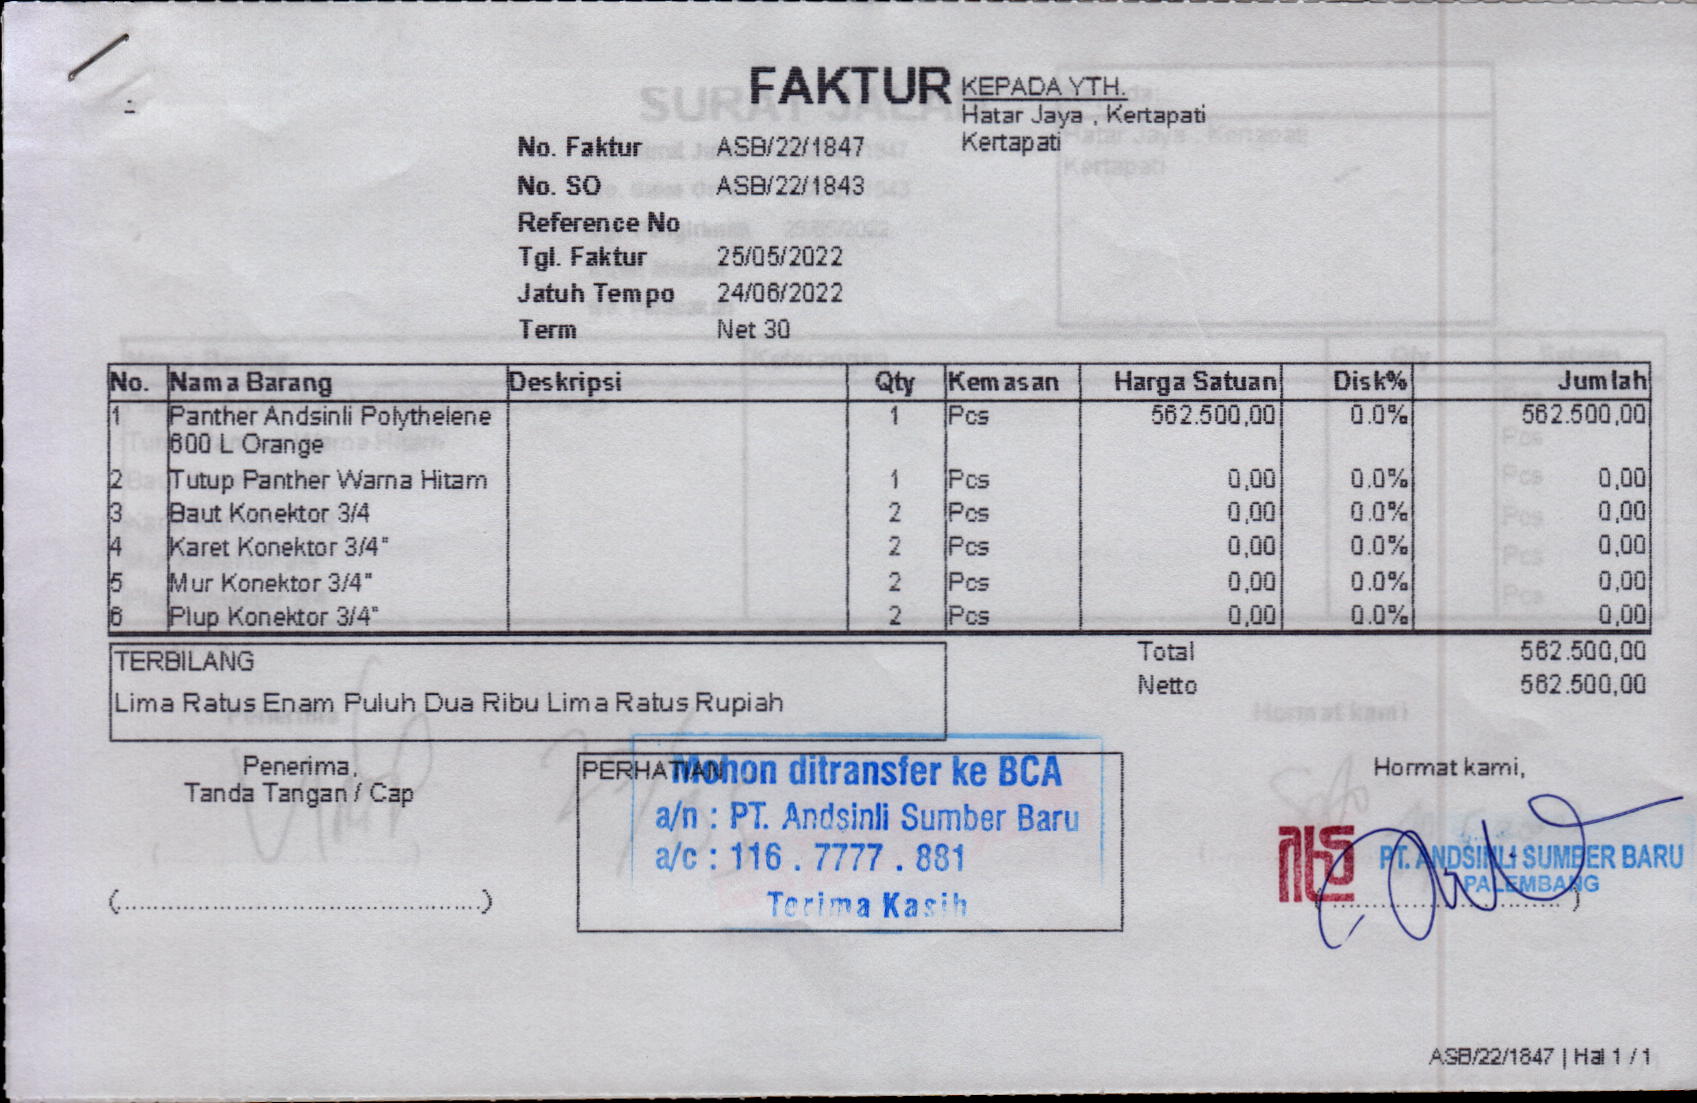 FAKTUR
KEPADA YTH.
Hatar Jaya , Kertapati
Kertapati
No. Faktur ASB/22/1847
No. SO ASB/22/1843
Reference No
Tgl. Faktur 25/05/2022
Jatuh Tempo 24/06/2022
Term Net 30
No. Nama Barang Deskripsi Qty Kemasan Harga Satuan Disk% Jumlah
1 Panther Andsinli Polythelene 1 Pcs 562.500,00 0.0% 562.500,00
600 L Orange
2 Tutup Panther Warna Hitam 1 Pcs 0,00 0.0% 0,00
3 Baut Konektor 3/4 2 Pcs 0,00 0.0% 0,00
4 Karet Konektor 3/4" 2 Pcs 0,00 0.0% 0,00
5 Mur Konektor 3/4" 2 Pcs 0,00 0.0% 0,00
6 Plup Konektor 3/4" 2 Pcs 0,00 0.0% 0,00
Total 562.500,00
Netto 562.500,00
TERBILANG
Lima Ratus Enam Puluh Dua Ribu Lima Ratus Rupiah
Penerima,
Tanda Tangan / Cap
(..................................................)
PERHATIAN
Mohon ditransfer ke BCA
a/n : PT. Andsinli Sumber Baru
a/c : 116 . 7777 . 881
Terima Kasih
Hormat kami,
PT. ANDSINLI SUMBER BARU
PALEMBANG
ASB/22/1847 | Hal 1 / 1